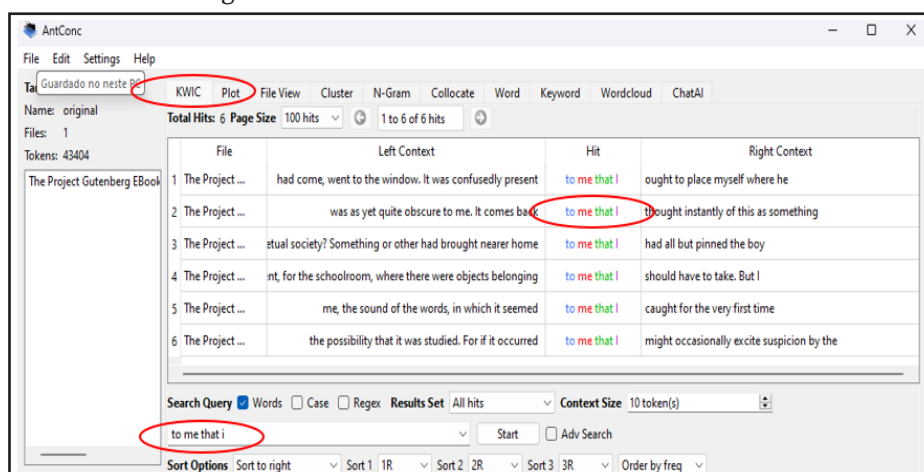 AntConc
File Edit Settings Help
Guardado no neste PC
KWIC Plot File View Cluster N-Gram Collocate Word Keyword Wordcloud ChatAI
Name: original
Total Hits: 6 Page Size 100 hits 1 to 6 of 6 hits
Files: 1
Tokens: 43404
File Left Context Hit Right Context
The Project Gutenberg EBook
1 The Project ... had come, went to the window. It was confusedly present to me that I ought to place myself where he
2 The Project ... was as yet quite obscure to me. It comes back to me that I thought instantly of this as something
3 The Project ... etual society? Something or other had brought nearer home to me that I had all but pinned the boy
4 The Project ... nt, for the schoolroom, where there were objects belonging to me that I should have to take. But I
5 The Project ... me, the sound of the words, in which it seemed to me that I caught for the very first time
6 The Project ... the possibility that it was studied. For if it occurred to me that I might occasionally excite suspicion by the
Search Query Words Case Regex Results Set All hits Context Size 10 token(s)
to me that i Start Adv Search
Sort Options Sort to right Sort 1 1R Sort 2 2R Sort 3 3R Order by freq